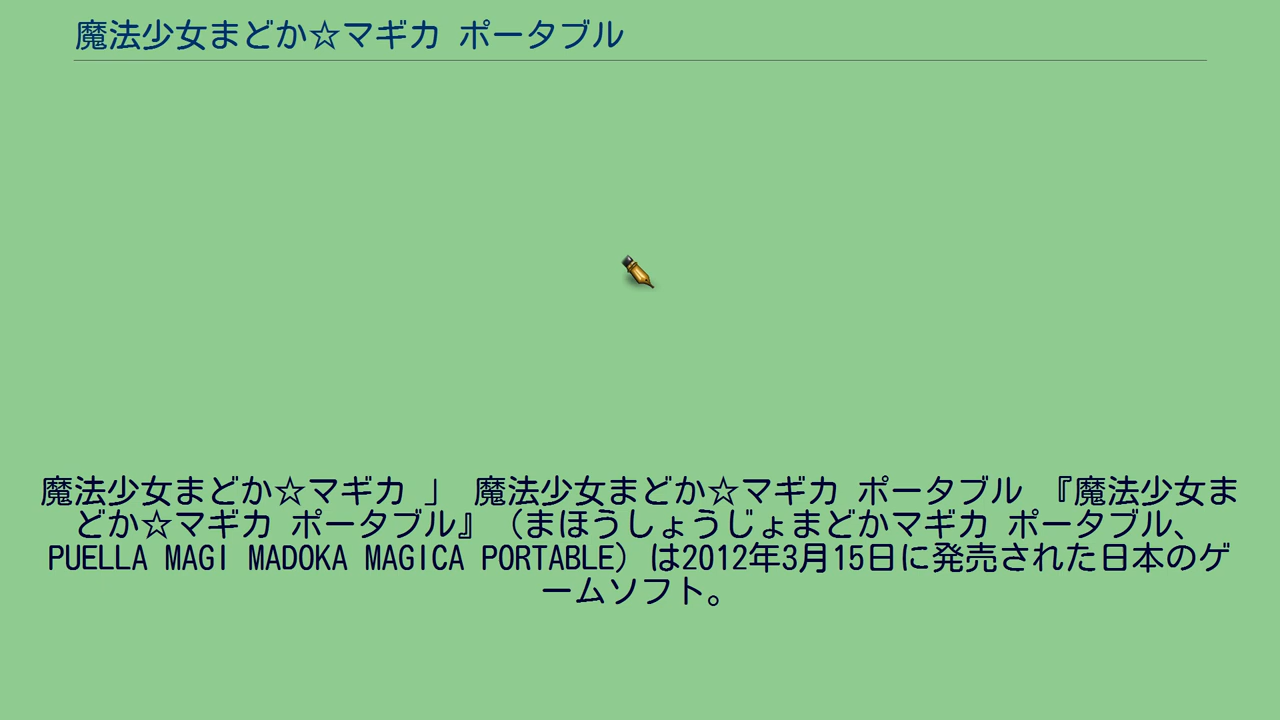 魔法少女まどか☆マギカ ポータブル
魔法少女まどか☆マギカ 」 魔法少女まどか☆マギカ ポータブル 『魔法少女ま
どか☆マギカ ポータブル』（まほうしょうじょまどかマギカ ポータブル、
PUELLA MAGI MADOKA MAGICA PORTABLE）は2012年3月15日に発売された日本のゲ
ームソフト。